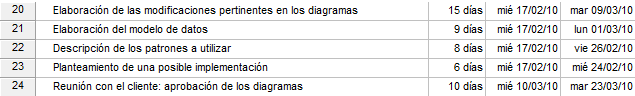 20 Elaboración de las modificaciones pertinentes en los diagramas 15 días mié 17/02/10 mar 09/03/10
21 Elaboración del modelo de datos 9 días mié 17/02/10 lun 01/03/10
22 Descripción de los patrones a utilizar 8 días mié 17/02/10 vie 26/02/10
23 Planteamiento de una posible implementación 6 días mié 17/02/10 mié 24/02/10
24 Reunión con el cliente: aprobación de los diagramas 10 días mié 10/03/10 mar 23/03/10